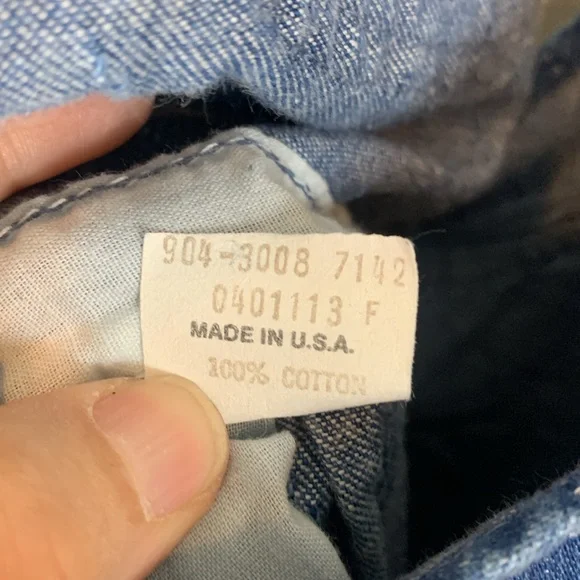 904-3008 7142
0401113 F
MADE IN U.S.A.
100% COTTON